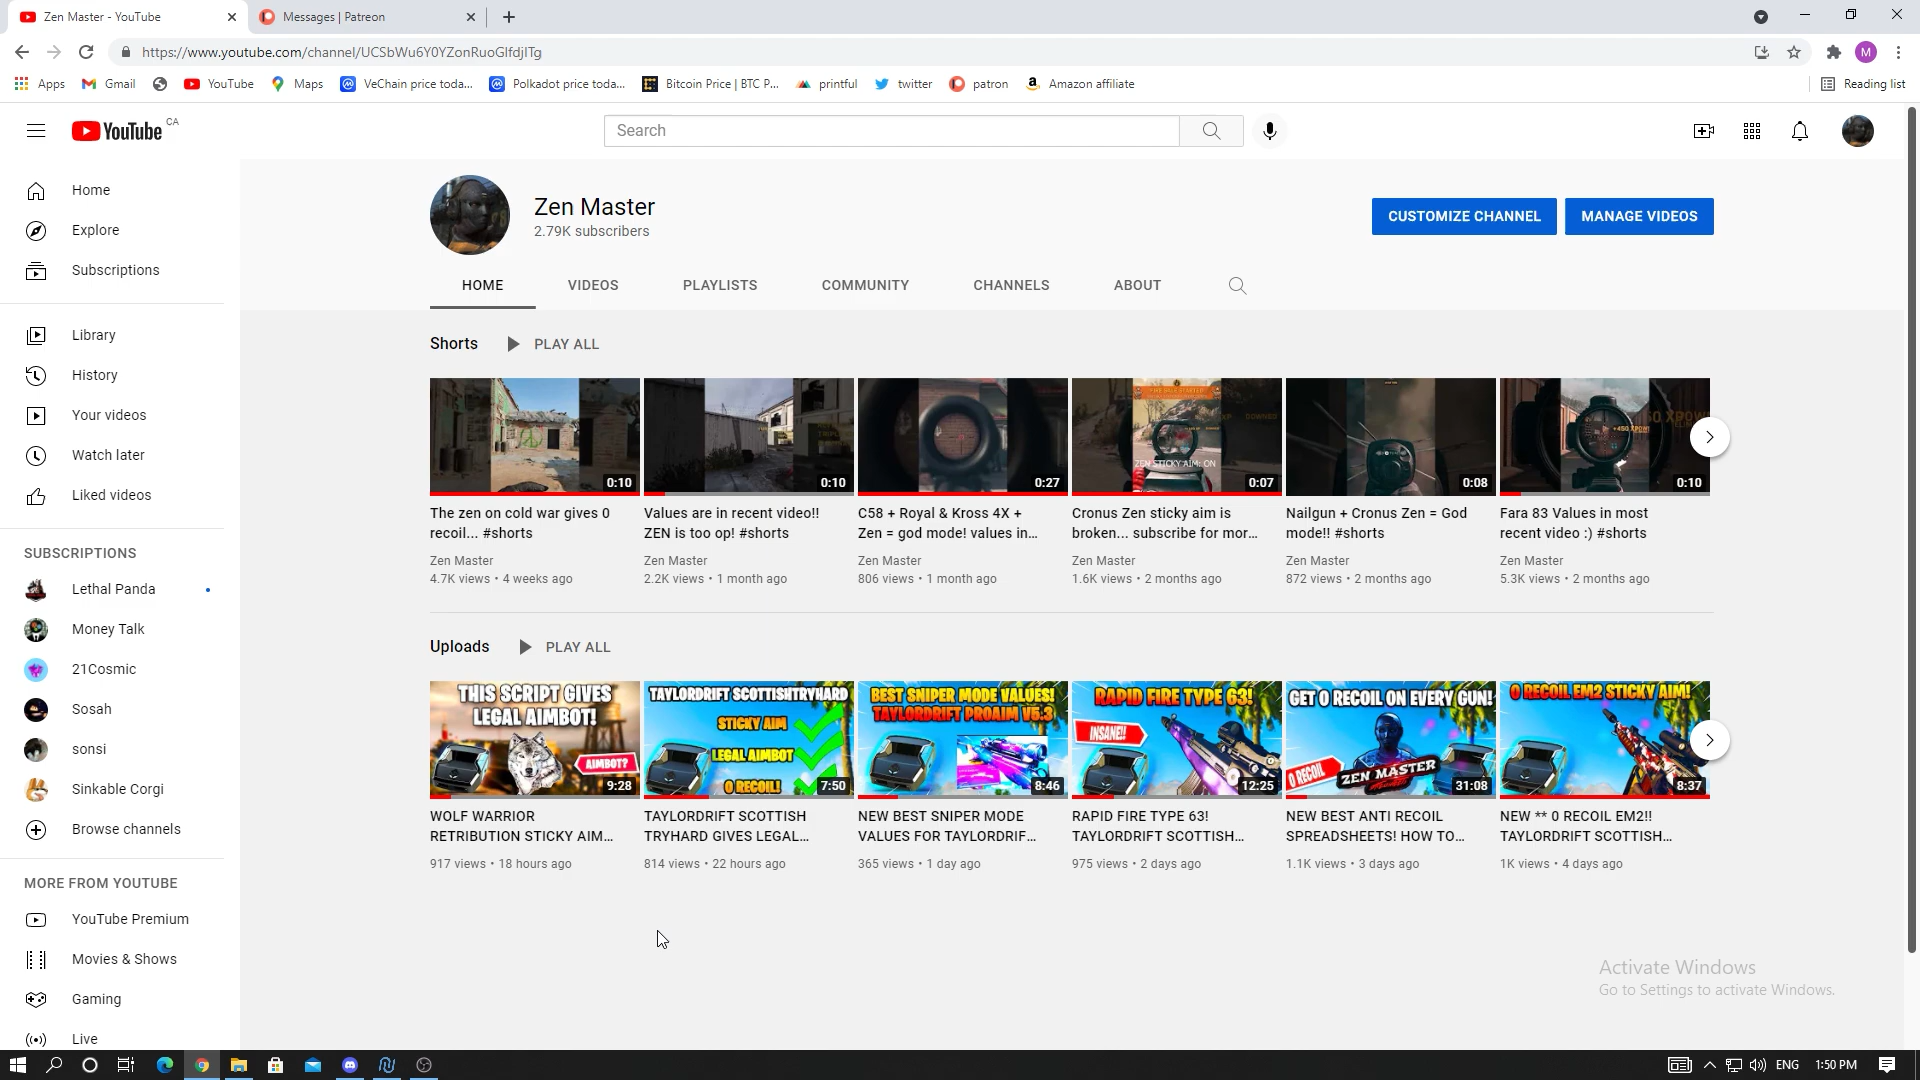 Zen Master - YouTube
Messages | Patreon
https://www.youtube.com/channel/UCSbWu6Y0YZonRuoGlfdjlTg
M
Apps
Gmail
YouTube
Maps
VeChain price toda...
Polkadot price toda...
Bitcoin Price | BTC P...
printful
twitter
patron
Amazon affiliate
Reading list
YouTube CA
Search
Home
Explore
Subscriptions
Library
History
Your videos
Watch later
Liked videos
SUBSCRIPTIONS
Lethal Panda
Money Talk
21Cosmic
Sosah
sonsi
Sinkable Corgi
Browse channels
MORE FROM YOUTUBE
YouTube Premium
Movies & Shows
Gaming
Live
Zen Master
2.79K subscribers
CUSTOMIZE CHANNEL
MANAGE VIDEOS
HOME
VIDEOS
PLAYLISTS
COMMUNITY
CHANNELS
ABOUT
Shorts
PLAY ALL
0:10
The zen on cold war gives 0
recoil... #shorts
Zen Master
4.7K views • 4 weeks ago
0:10
Values are in recent video!!
ZEN is too op! #shorts
Zen Master
2.2K views • 1 month ago
0:27
C58 + Royal & Kross 4X +
Zen = god mode! values in...
Zen Master
806 views • 1 month ago
ZEN STICKY AIM: ON
0:07
Cronus Zen sticky aim is
broken... subscribe for mor...
Zen Master
1.6K views • 2 months ago
0:08
Nailgun + Cronus Zen = God
mode!! #shorts
Zen Master
872 views • 2 months ago
0:10
Fara 83 Values in most
recent video :) #shorts
Zen Master
5.3K views • 2 months ago
Uploads
PLAY ALL
THIS SCRIPT GIVES
LEGAL AIMBOT!
AIMBOT?
9:28
WOLF WARRIOR
RETRIBUTION STICKY AIM...
917 views • 18 hours ago
TAYLORDRIFT SCOTTISHTRYHARD
STICKY AIM
LEGAL AIMBOT
0 RECOIL!
7:50
TAYLORDRIFT SCOTTISH
TRYHARD GIVES LEGAL...
814 views • 22 hours ago
BEST SNIPER MODE VALUES!
TAYLORDRIFT PROAIM V5.3
8:46
NEW BEST SNIPER MODE
VALUES FOR TAYLORDRIF...
365 views • 1 day ago
RAPID FIRE TYPE 63!
INSANE!!
12:25
RAPID FIRE TYPE 63!
TAYLORDRIFT SCOTTISH...
975 views • 2 days ago
GET 0 RECOIL ON EVERY GUN!
0 RECOIL
ZEN MASTER
31:08
NEW BEST ANTI RECOIL
SPREADSHEETS! HOW TO...
1.1K views • 3 days ago
0 RECOIL EM2 STICKY AIM!
8:37
NEW ** 0 RECOIL EM2!!
TAYLORDRIFT SCOTTISH...
1K views • 4 days ago
Activate Windows
Go to Settings to activate Windows.
ENG
1:50 PM